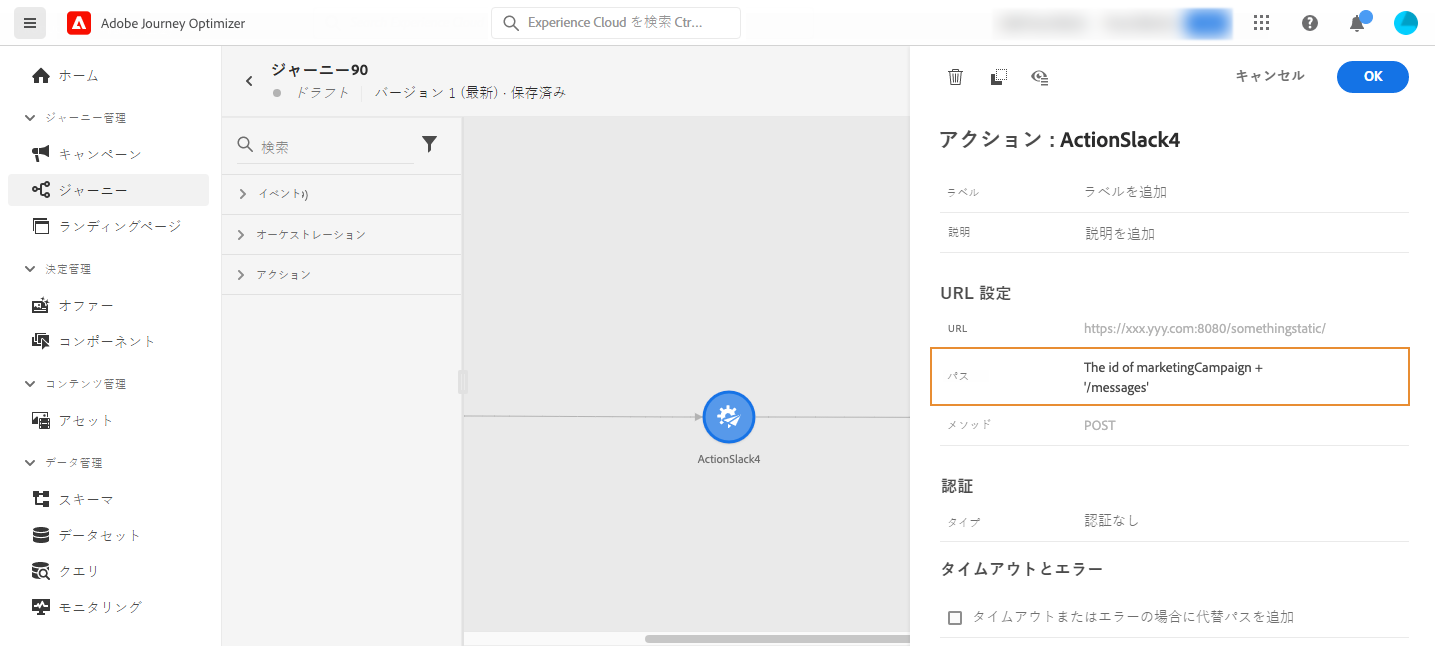 Adobe Journey Optimizer
Experience Cloud を検索 Ctr...
ホーム
ジャーニー管理
キャンペーン
ジャーニー
ランディングページ
決定管理
オファー
コンポーネント
コンテンツ管理
アセット
データ管理
スキーマ
データセット
クエリ
モニタリング
ジャーニー90
ドラフト
バージョン 1 (最新) · 保存済み
検索
イベント
オーケストレーション
アクション
ActionSlack4
キャンセル
OK
アクション : ActionSlack4
ラベル ラベルを追加
説明 説明を追加
URL 設定
URL https://xxx.yyy.com:8080/somethingstatic/
パス The id of marketingCampaign +
'/messages'
メソッド POST
認証
タイプ 認証なし
タイムアウトとエラー
タイムアウトまたはエラーの場合に代替パスを追加